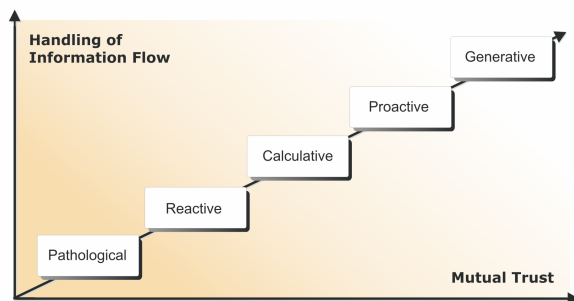 Handling of
Information Flow
Generative
Proactive
Calculative
Reactive
Pathological
Mutual Trust